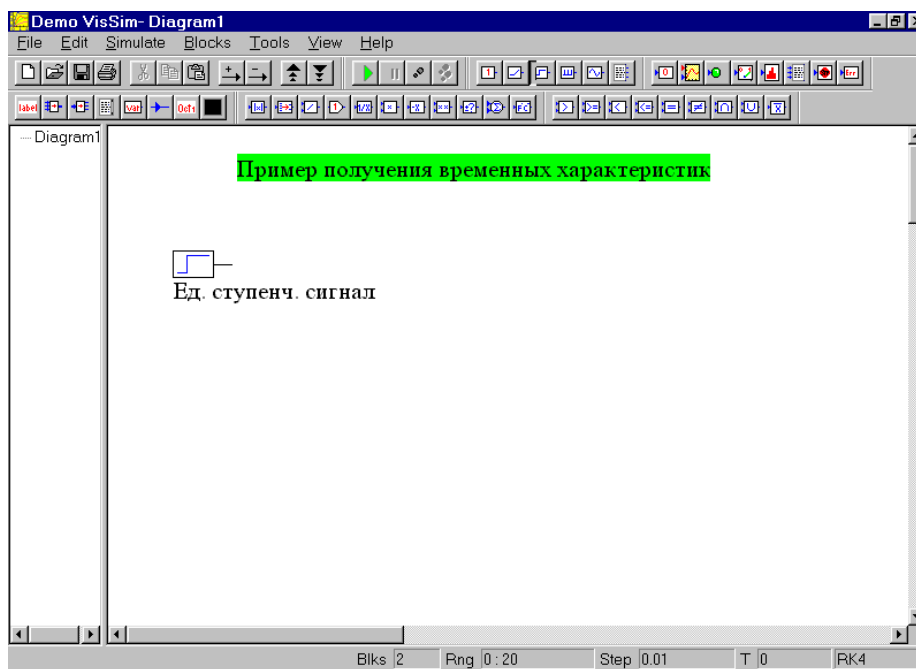 Demo VisSim- Diagram1
File Edit Simulate Blocks Tools View Help
label Var
Diagram1
Пример получения временных характеристик
Ед. ступенч. сигнал
Blks 2 Rng 0 : 20 Step 0.01 T 0 RK4